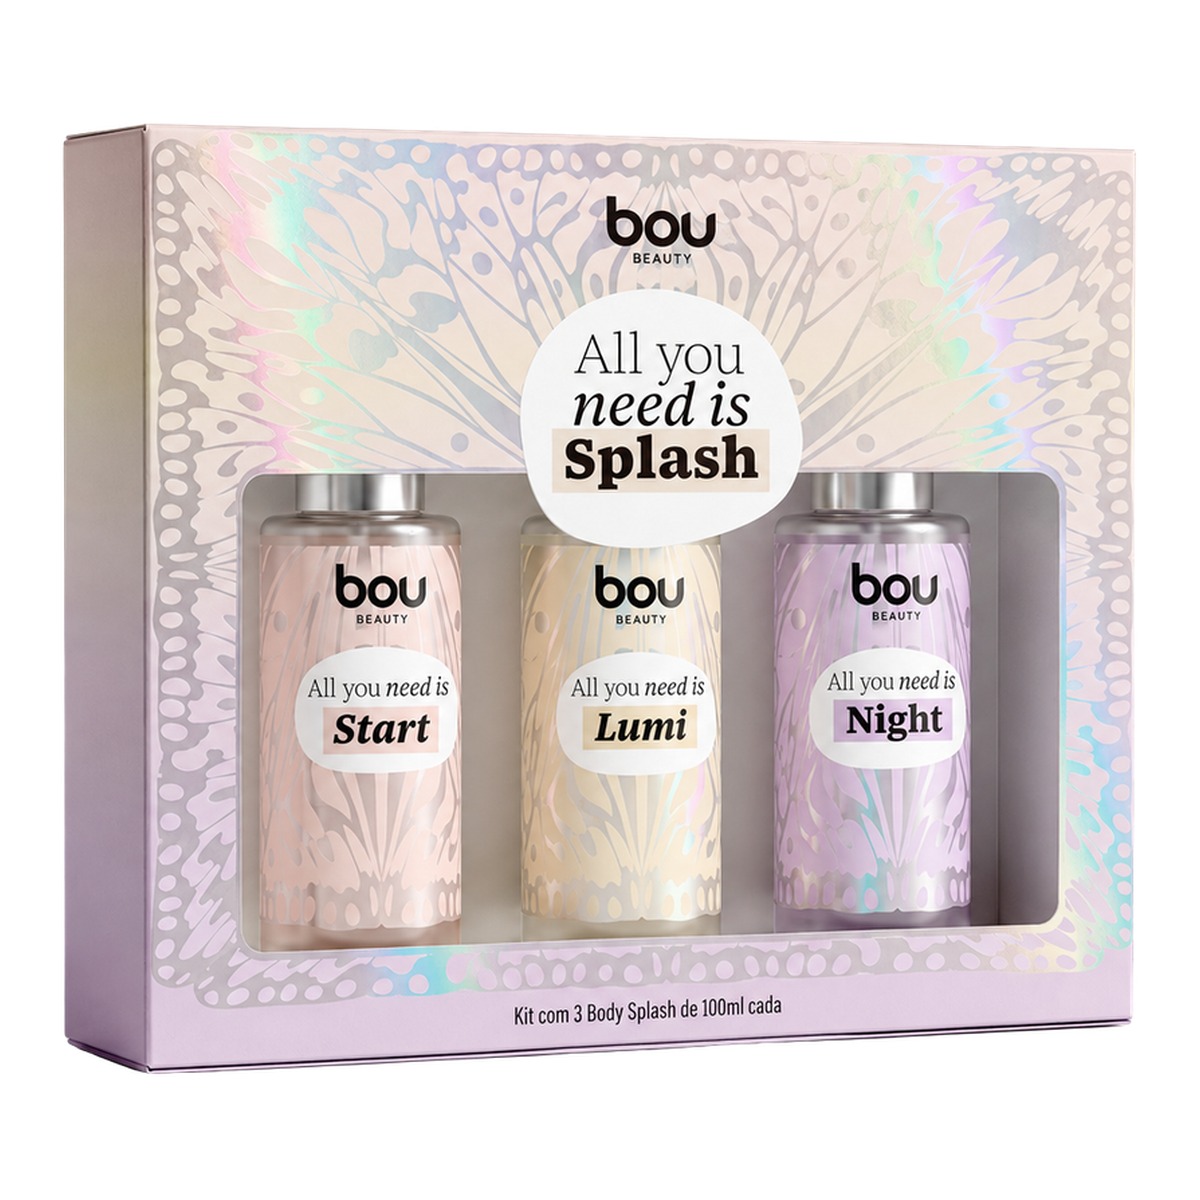 bou
BEAUTY
All you
need is
Splash
bou
BEAUTY
All you need is
Start
bou
BEAUTY
All you need is
Lumi
bou
BEAUTY
All you need is
Night
Kit com 3 Body Splash de 100ml cada